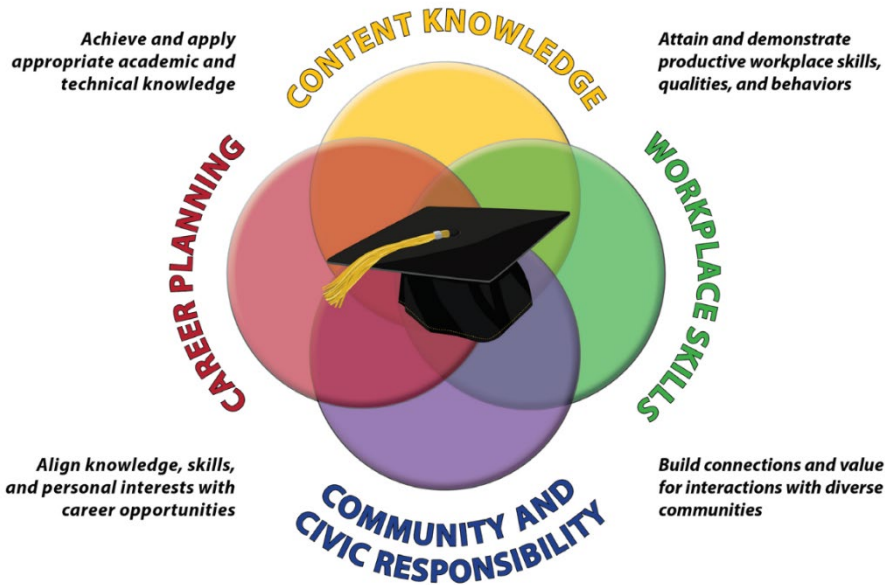 CONTENT KNOWLEDGE
Achieve and apply
appropriate academic and
technical knowledge
Attain and demonstrate
productive workplace skills,
qualities, and behaviors
CAREER PLANNING
WORKPLACE SKILLS
Align knowledge, skills,
and personal interests with
career opportunities
Build connections and value
for interactions with diverse
communities
COMMUNITY AND
CIVIC RESPONSIBILITY